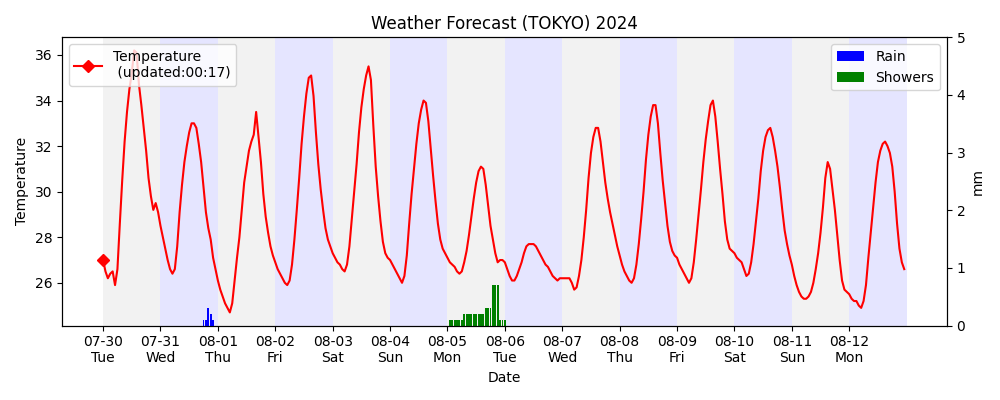 Weather Forecast (TOKYO) 2024
Temperature
(updated:00:17)
Rain
Showers
Temperature
36
34
32
30
28
26
mm
5
4
3
2
1
0
07-30 07-31 08-01 08-02 08-03 08-04 08-05 08-06 08-07 08-08 08-09 08-10 08-11 08-12
Tue Wed Thu Fri Sat Sun Mon Tue Wed Thu Fri Sat Sun Mon
Date